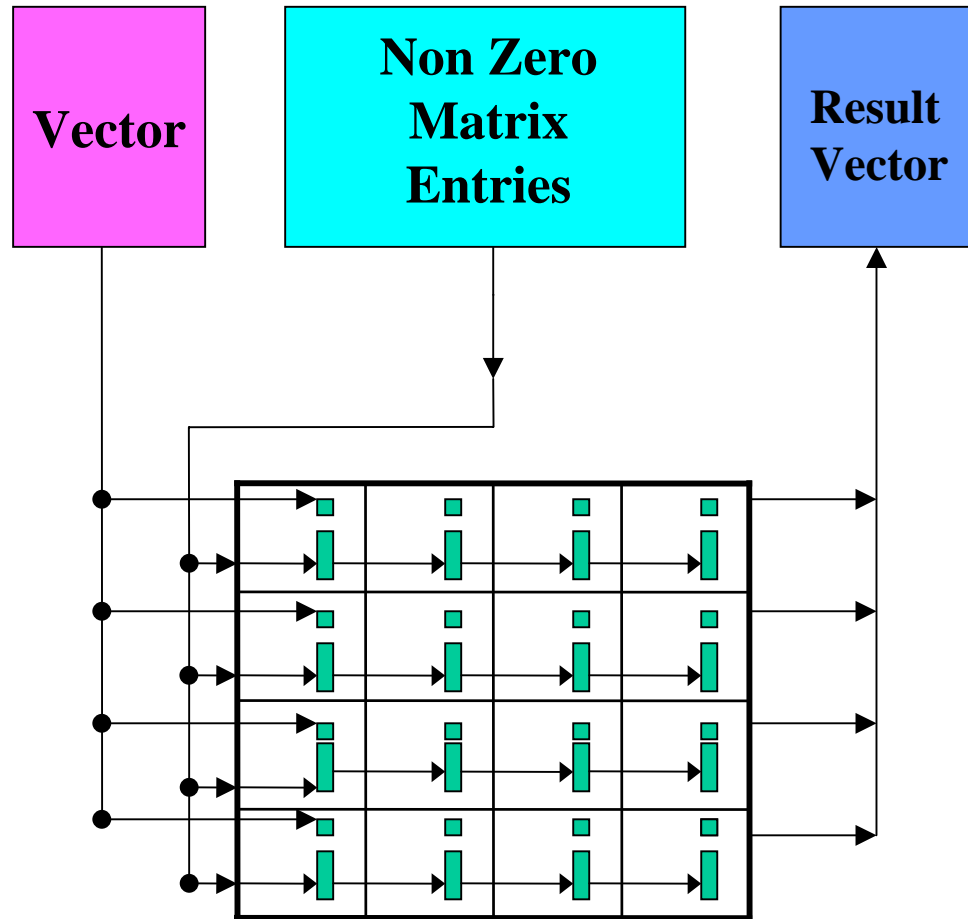 Vector
Non Zero
Matrix
Entries
Result
Vector